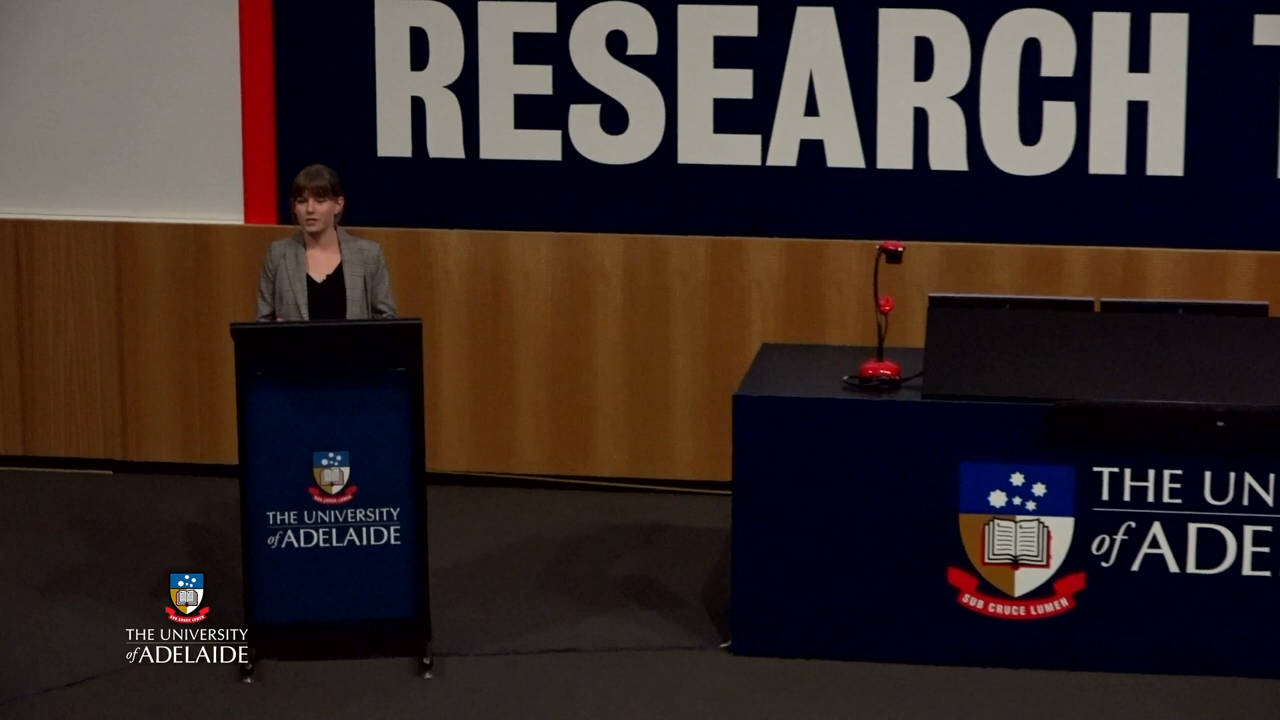 RESEARCH T
THE UNIVERSITY
of ADELAIDE
THE UN
of ADE
SUB CRUCE LUMEN
THE UNIVERSITY
of ADELAIDE